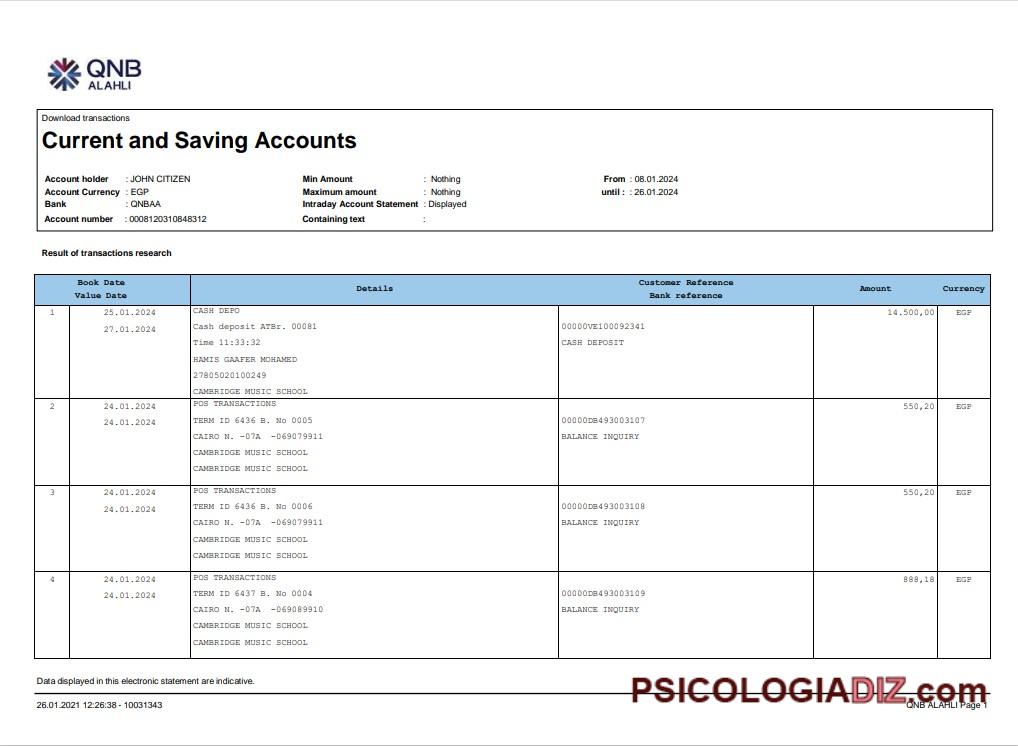 QNB
ALAHLI
Download transactions
Current and Saving Accounts
Account holder : JOHN CITIZEN
Account Currency : EGP
Bank : QNBAA
Account number : 0008120310848312
Min Amount : Nothing
Maximum amount : Nothing
Intraday Account Statement : Displayed
Containing text :
From : 08.01.2024
until : : 26.01.2024
Result of transactions research
Book Date
Value Date
Details
Customer Reference
Bank reference
Amount
Currency
1
25.01.2024
27.01.2024
CASH DEPO
Cash deposit ATBr. 00081
Time 11:33:32
HAMIS GAAFER MOHAMED
27805020100249
CAMBRIDGE MUSIC SCHOOL
00000VE100092341
CASH DEPOSIT
14.500,00
EGP
2
24.01.2024
24.01.2024
POS TRANSACTIONS
TERM ID 6436 B. No 0005
CAIRO N. -07A -069079911
CAMBRIDGE MUSIC SCHOOL
CAMBRIDGE MUSIC SCHOOL
00000DB493003107
BALANCE INQUIRY
550,20
EGP
3
24.01.2024
24.01.2024
POS TRANSACTIONS
TERM ID 6436 B. No 0006
CAIRO N. -07A -069079911
CAMBRIDGE MUSIC SCHOOL
CAMBRIDGE MUSIC SCHOOL
00000DB493003108
BALANCE INQUIRY
550,20
EGP
4
24.01.2024
24.01.2024
POS TRANSACTIONS
TERM ID 6437 B. No 0004
CAIRO N. -07A -069089910
CAMBRIDGE MUSIC SCHOOL
CAMBRIDGE MUSIC SCHOOL
00000DB493003109
BALANCE INQUIRY
888,18
EGP
Data displayed in this electronic statement are indicative.
PSICOLOGIADIZ.com
26.01.2021 12:26:38 - 10031343
QNB ALAHLI Page 1